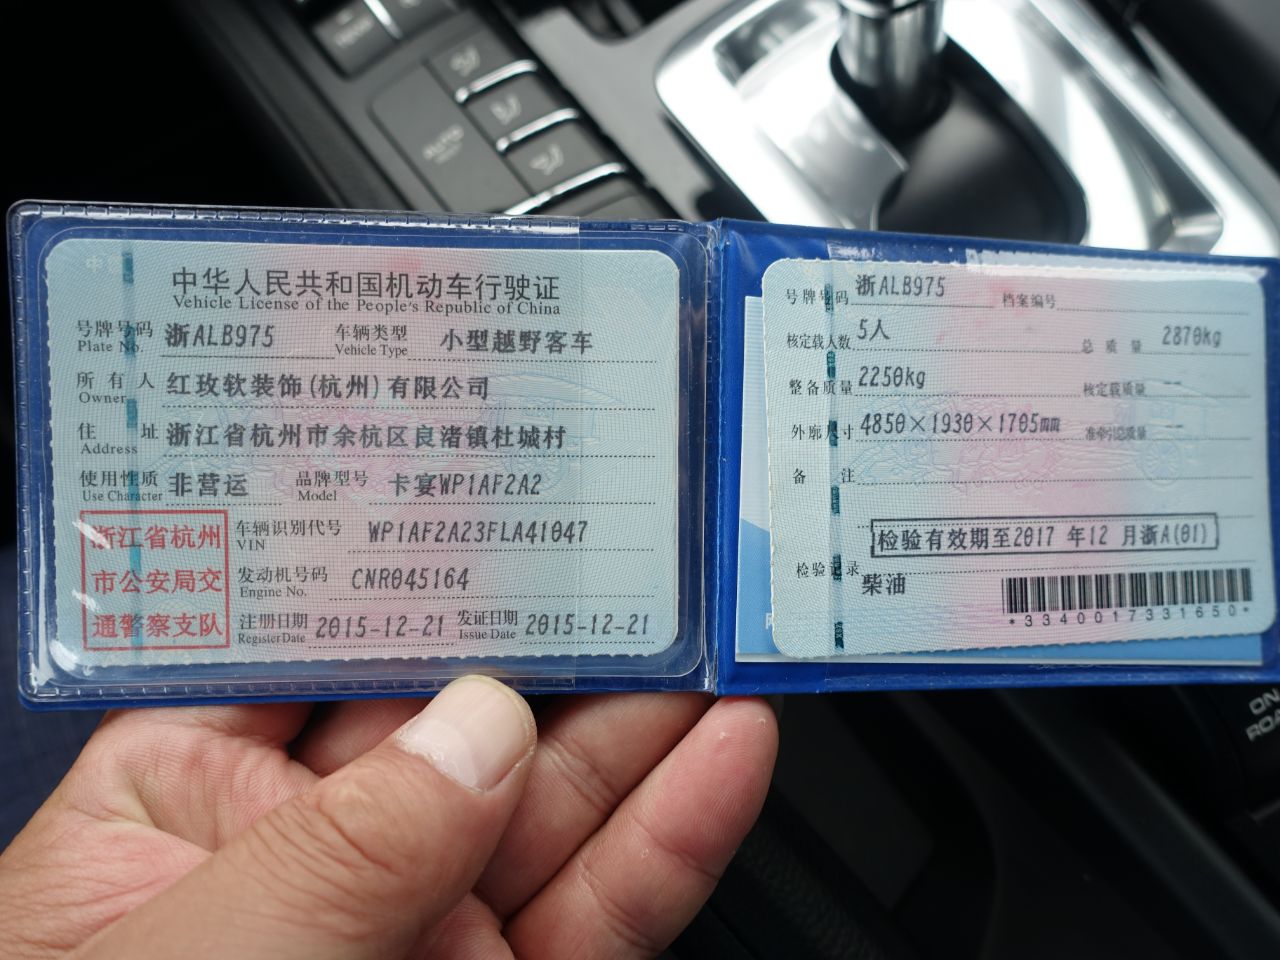 中华人民共和国机动车行驶证
Vehicle License of the People's Republic of China
号牌号码 浙ALB975 车辆类型 小型越野客车
Plate No. Vehicle Type
所有人 红玫软装饰(杭州)有限公司
Owner
住址 浙江省杭州市余杭区良渚镇杜城村
Address
使用性质 非营运 品牌型号 卡宴WP1AF2A2
Use Character Model
浙江省杭州
市公安局交
通警察支队
车辆识别代号 WP1AF2A23FLA41047
VIN
发动机号码 CNR045164
Engine No.
注册日期 2015-12-21 发证日期 2015-12-21
Register Date Issue Date
号牌号码 浙ALB975 档案编号
核定载人数 5人 总质量 2870kg
整备质量 2250kg 核定载质量 --
外廓尺寸 4850×1930×1705mm 准牵引总质量 --
备注
检验有效期至2017 年12 月浙A(01)
检验记录
柴油
*3340017331650*
AUTO
ON